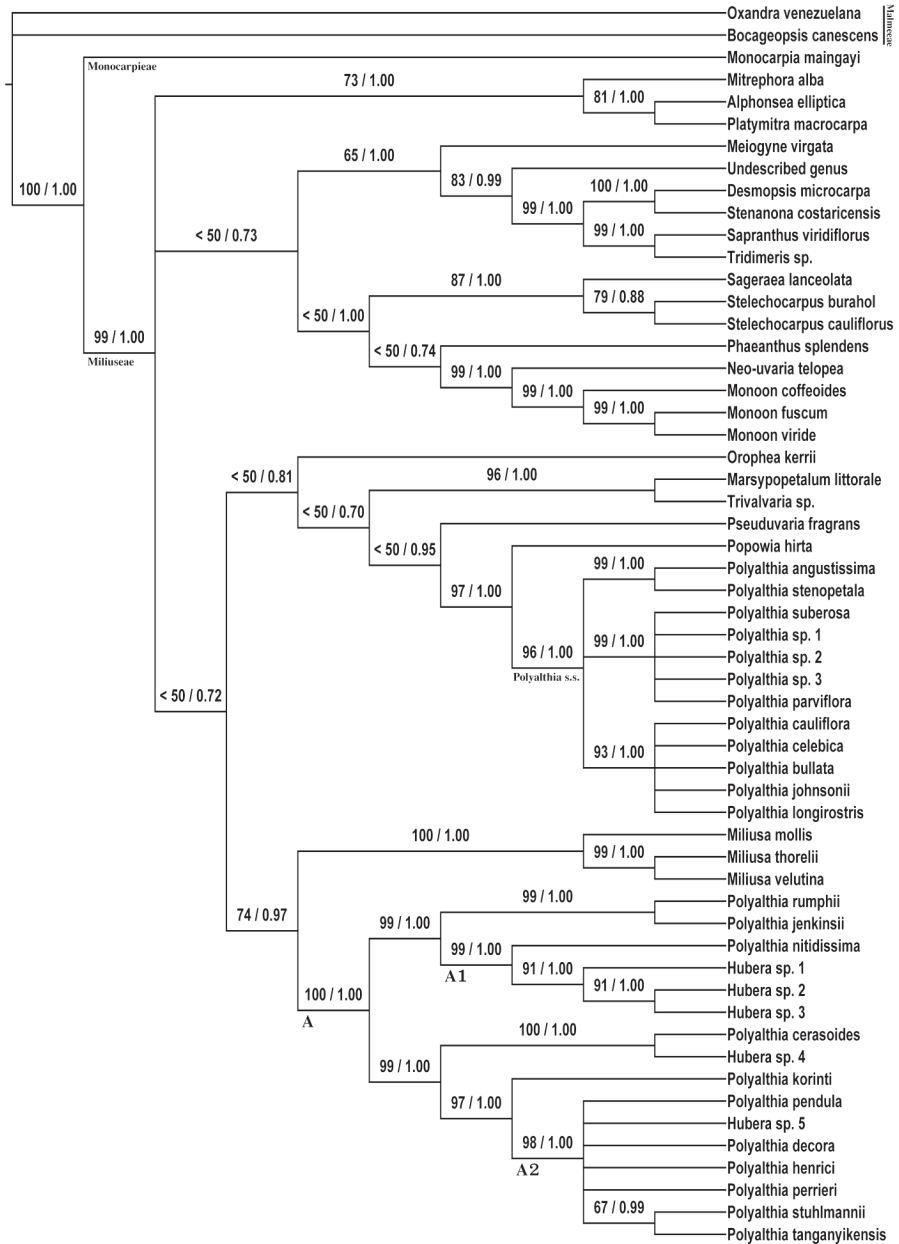 Oxandra venezuelana
Malmeeae
Bocageopsis canescens
Monocarpia maingayi
Monocarpieae
73 / 1.00
Mitrephora alba
81 / 1.00
Alphonsea elliptica
Platymitra macrocarpa
Meiogyne virgata
65 / 1.00
Undescribed genus
83 / 0.99
100 / 1.00
Desmopsis microcarpa
100 / 1.00
99 / 1.00
Stenanona costaricensis
99 / 1.00
Sapranthus viridiflorus
< 50 / 0.73
Tridimeris sp.
87 / 1.00
Sageraea lanceolata
79 / 0.88
Stelechocarpus burahol
< 50 / 1.00
Stelechocarpus cauliflorus
99 / 1.00
Miliuseae
< 50 / 0.74
Phaeanthus splendens
99 / 1.00
Neo-uvaria telopea
99 / 1.00
Monoon coffeoides
99 / 1.00
Monoon fuscum
Monoon viride
Orophea kerrii
< 50 / 0.81
96 / 1.00
Marsypopetalum littorale
Trivalvaria sp.
< 50 / 0.70
Pseuduvaria fragrans
< 50 / 0.95
Popowia hirta
99 / 1.00
Polyalthia angustissima
97 / 1.00
Polyalthia stenopetala
Polyalthia suberosa
Polyalthia sp. 1
99 / 1.00
96 / 1.00
Polyalthia s.s.
Polyalthia sp. 2
Polyalthia sp. 3
< 50 / 0.72
Polyalthia parviflora
Polyalthia cauliflora
Polyalthia celebica
93 / 1.00
Polyalthia bullata
Polyalthia johnsonii
Polyalthia longirostris
100 / 1.00
Miliusa mollis
99 / 1.00
Miliusa thorelii
Miliusa velutina
99 / 1.00
Polyalthia rumphii
74 / 0.97
99 / 1.00
Polyalthia jenkinsii
99 / 1.00
A1
Polyalthia nitidissima
91 / 1.00
Hubera sp. 1
91 / 1.00
Hubera sp. 2
100 / 1.00
A
Hubera sp. 3
100 / 1.00
Polyalthia cerasoides
Hubera sp. 4
99 / 1.00
Polyalthia korinti
97 / 1.00
Polyalthia pendula
Hubera sp. 5
98 / 1.00
A2
Polyalthia decora
Polyalthia henrici
Polyalthia perrieri
67 / 0.99
Polyalthia stuhlmannii
Polyalthia tanganyikensis